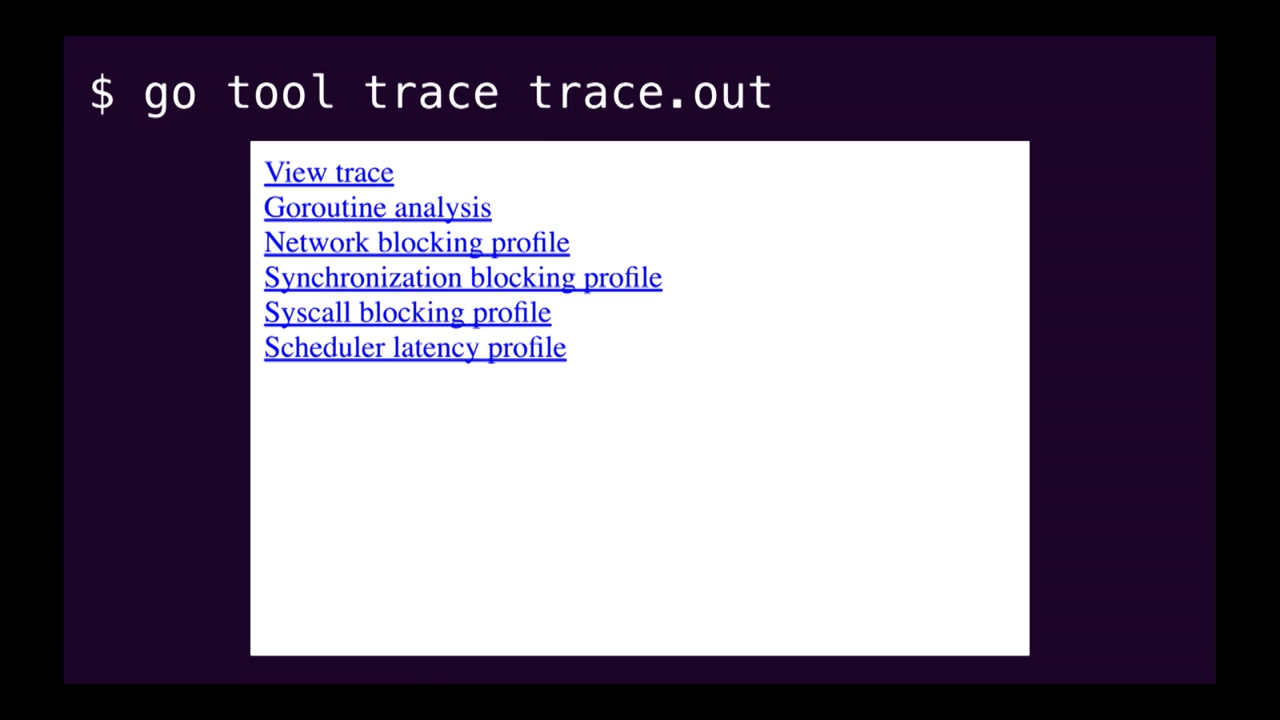 $ go tool trace trace.out
View trace
Goroutine analysis
Network blocking profile
Synchronization blocking profile
Syscall blocking profile
Scheduler latency profile